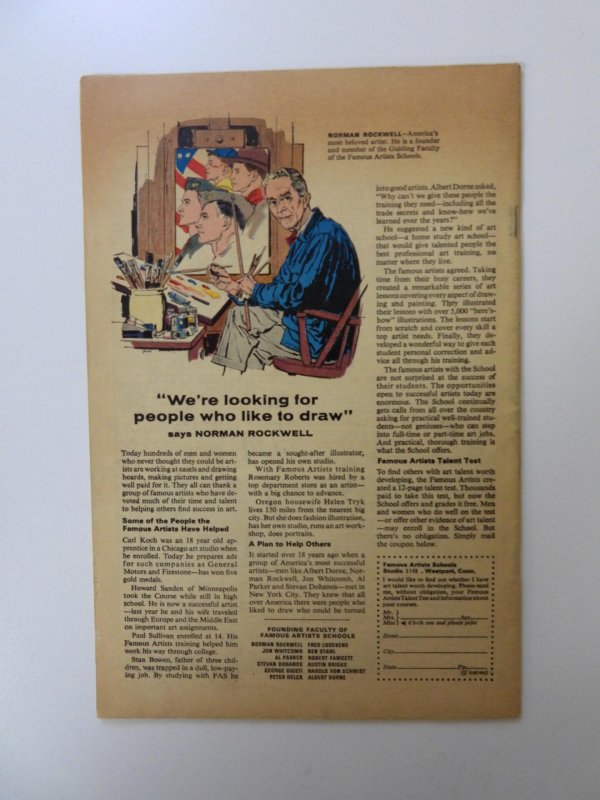 NORMAN ROCKWELL—America's
most beloved artist. He is a founder
and member of the Guiding Faculty
of the Famous Artists Schools.
"We're looking for
people who like to draw"
says NORMAN ROCKWELL
Today hundreds of men and women
who never thought they could be art-
ists are working at easels and drawing
boards, making pictures and getting
well paid for it. They all can thank a
group of famous artists who have de-
voted much of their time and talent
to helping others find success in art.
Some of the People the
Famous Artists Have Helped
Carl Koch was an 18 year old ap-
prentice in a Chicago art studio when
he enrolled. Today he prepares ads
for such companies as General
Motors and Firestone—has won five
gold medals.
Howard Sanden of Minneapolis
took the Course while still in high
school. He is now a successful artist
—last year he and his wife traveled
through Europe and the Middle East
on important art assignments.
Paul Sullivan enrolled at 14. His
Famous Artists training helped him
work his way through college.
Stan Bowen, father of three chil-
dren, was trapped in a dull, low-pay-
ing job. By studying with FAS he
became a sought-after illustrator,
has opened his own studio.
With Famous Artists training
Rosemary Roberts was hired by a
top department store as an artist—
with a big chance to advance.
Oregon housewife Helen Tryk
lives 150 miles from the nearest big
city. But she does fashion illustration,
has her own studio, runs an art work-
shop, does portraits.
A Plan to Help Others
It started over 18 years ago when a
group of America's most successful
artists—men like Albert Dorne, Nor-
man Rockwell, Jon Whitcomb, Al
Parker and Stevan Dohanos—met in
New York City. They knew that all
over America there were people who
liked to draw who could be turned
FOUNDING FACULTY OF
FAMOUS ARTISTS SCHOOLS
NORMAN ROCKWELL FRED LUDEKENS
JON WHITCOMB BEN STAHL
AL PARKER ROBERT FAWCETT
STEVAN DOHANOS AUSTIN BRIGGS
GEORGE GIUSTI HAROLD VON SCHMIDT
PETER HELCK ALBERT DORNE
into good artists. Albert Dorne asked,
"Why can't we give these people the
training they need—including all the
trade secrets and know-how we've
learned over the years?"
He suggested a new kind of art
school—a home study art school—
that would give talented people the
best professional art training, no
matter where they live.
The famous artists agreed. Taking
time from their busy careers, they
created a remarkable series of art
lessons covering every aspect of draw-
ing and painting. They illustrated
their lessons with over 5,000 "here's-
how" illustrations. The lessons start
from scratch and cover every skill a
top artist needs. Finally, they de-
veloped a wonderful way to give each
student personal correction and ad-
vice all through his training.
The famous artists with the School
are not surprised at the success of
their students. The opportunities
open to successful artists today are
enormous. The School continually
gets calls from all over the country
asking for practical well-trained stu-
dents—not geniuses—who can step
into full-time or part-time art jobs.
And practical, thorough training is
what the School offers.
Famous Artists Talent Test
To find others with art talent worth
developing, the Famous Artists cre-
ated a 12-page talent test. Thousands
paid to take this test, but now the
School offers and grades it free. Men
and women who do well on the test
—or offer other evidence of art talent
—may enroll in the School. But
there's no obligation. Simply mail
the coupon below.
Famous Artists Schools
Studio 5145, Westport, Conn.
I would like to find out whether I have
art talent worth developing. Please send
me, without obligation, your Famous
Artists Talent Test and information about
your courses.
Mr.
Mrs. Age
Miss Circle one and please print
Street
City
State Zip